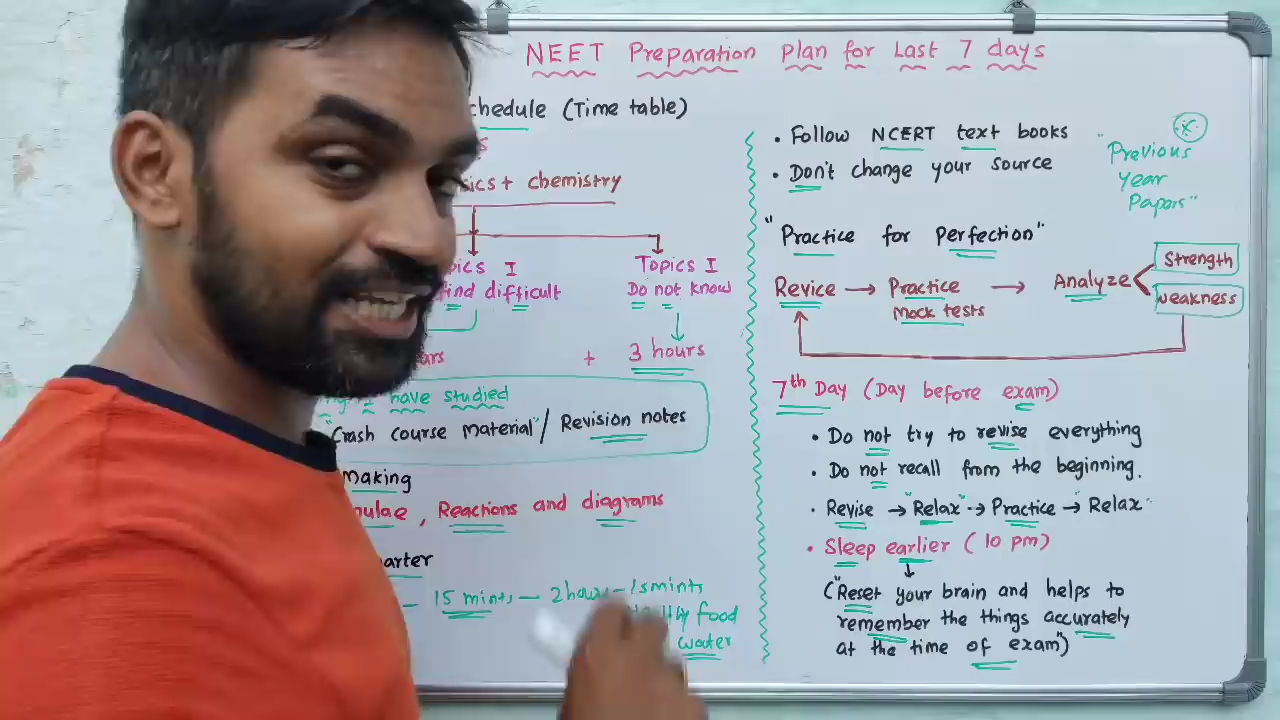 NEET Preparation Plan for Last 7 days
chedule (Time table)
ics + chemistry
pics I
find difficult
Topics I
Do not know
+ 3 hours
have studied
"Crash course material" / Revision notes
making
ulae , Reactions and diagrams
arter
— 15 mints — 2 hours — 15 mints
food
water
• Follow NCERT text books
• Don't change your source
"Previous
Year
Papers"
"Practice for Perfection"
Revice → Practice → Analyze
Mock tests
Strength
weakness
7th Day (Day before exam)
• Do not try to revise everything
• Do not recall from the beginning.
• Revise → "Relax" → Practice → "Relax"
• Sleep earlier ( 10 pm)
("Reset your brain and helps to
remember the things accurately
at the time of exam")